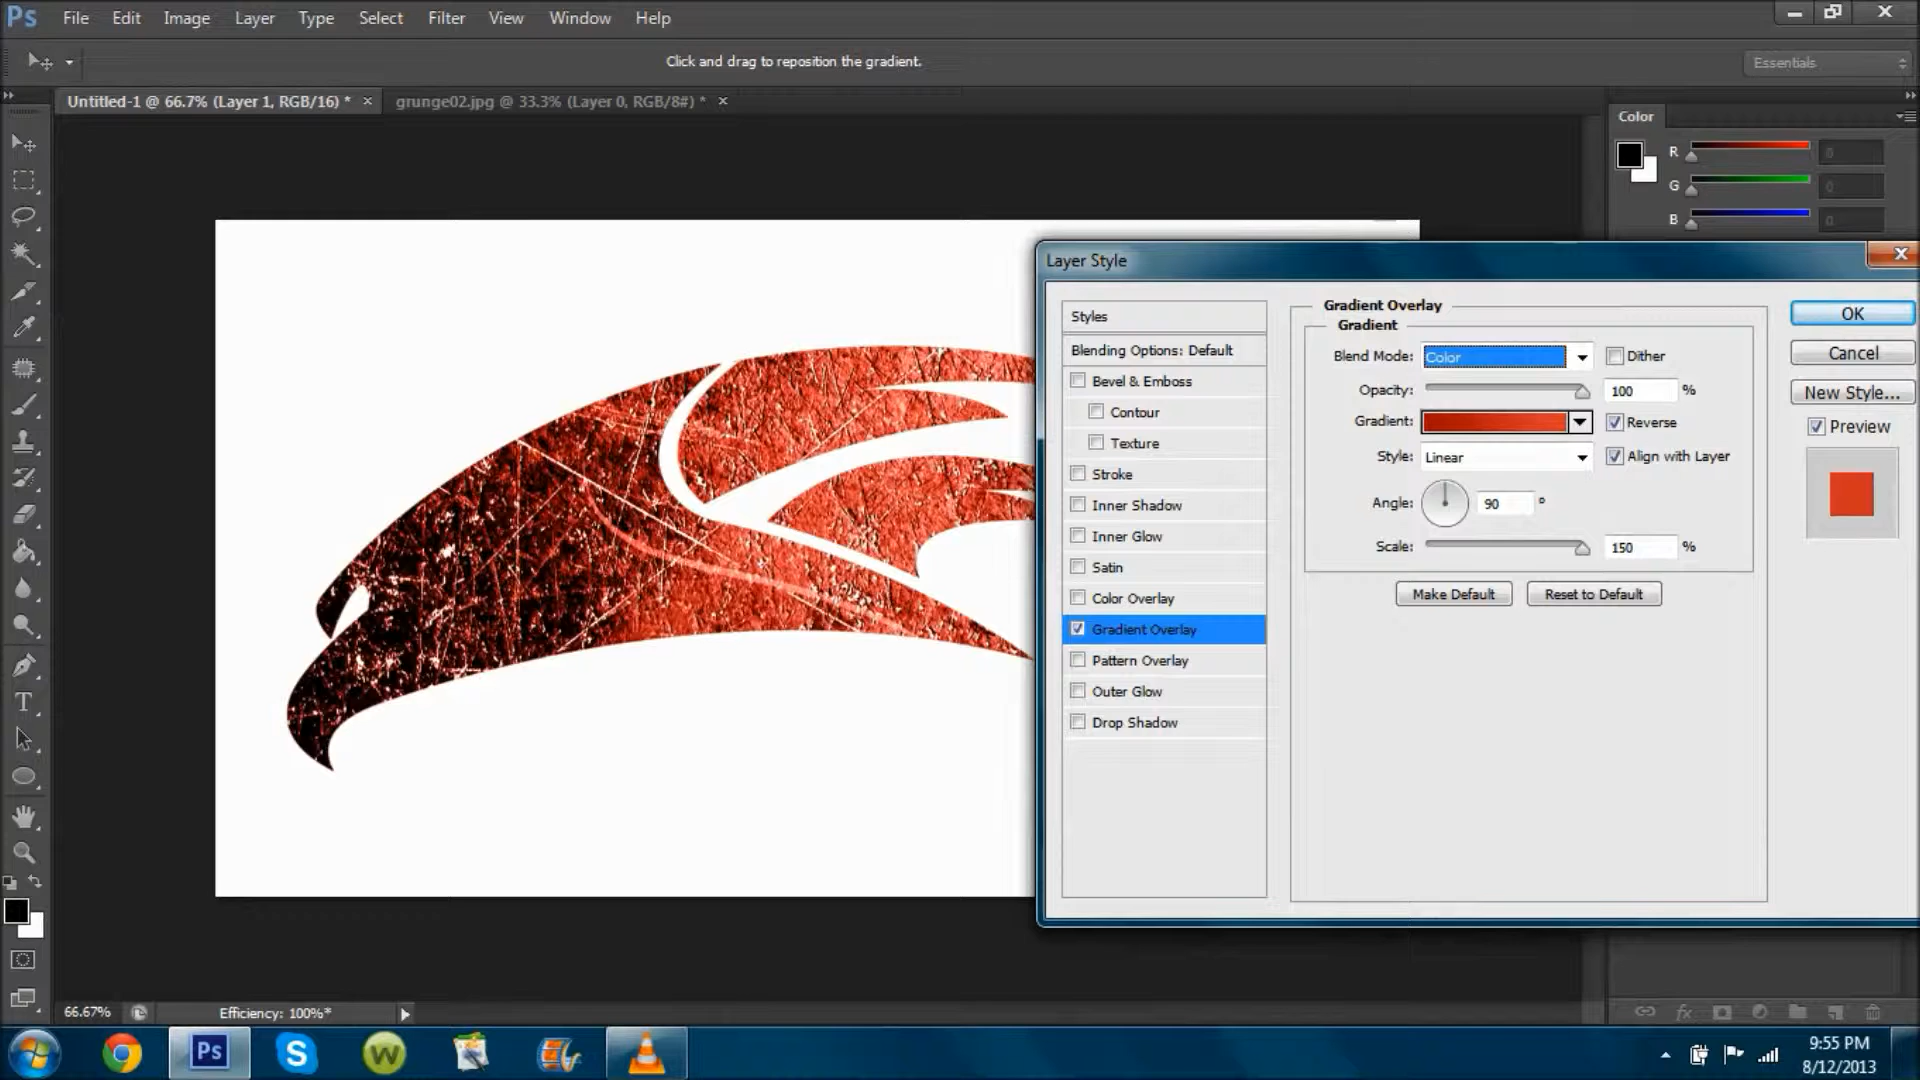 Ps File Edit Image Layer Type Select Filter View Window Help
Click and drag to reposition the gradient.
Essentials
Untitled-1 @ 66.7% (Layer 1, RGB/16) * × grunge02.jpg @ 33.3% (Layer 0, RGB/8#) * ×
Color
R 0
G 0
B 0
Layer Style
Styles
Blending Options: Default
Bevel & Emboss
Contour
Texture
Stroke
Inner Shadow
Inner Glow
Satin
Color Overlay
Gradient Overlay
Pattern Overlay
Outer Glow
Drop Shadow
Gradient Overlay
Gradient
Blend Mode: Color Dither
Opacity: 100 %
Gradient: Reverse
Style: Linear Align with Layer
Angle: 90 °
Scale: 150 %
Make Default Reset to Default
OK
Cancel
New Style...
Preview
T
66.67% Efficiency: 100%*
fx
Ps S W
9:55 PM
8/12/2013